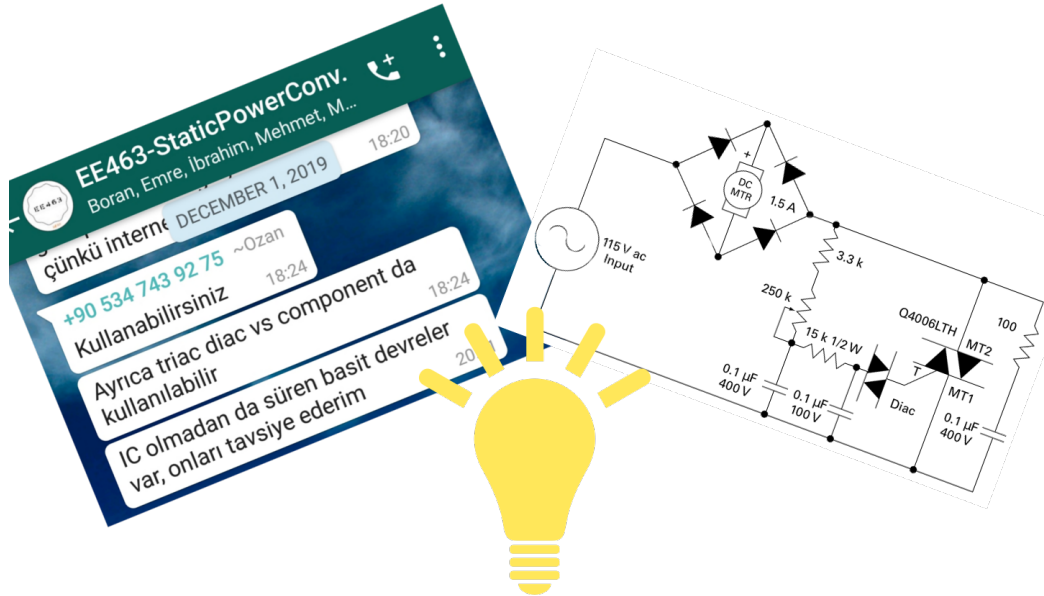 EE463-StaticPowerConv.
Boran, Emre, İbrahim, Mehmet, M...
EE463
18:20
DECEMBER 1, 2019
çünkü interne
+90 534 743 92 75 ~Ozan
Kullanabilirsiniz
18:24
Ayrıca triac diac vs component da
kullanılabilir
18:24
IC olmadan da süren basit devreler
var, onları tavsiye ederim
115 V ac
Input
+
DC
MTR
1.5 A
3.3 k
250 k
15 k 1/2 W
0.1 µF
400 V
0.1 µF
100 V
Diac
Q4006LTH
T
MT2
MT1
100
0.1 µF
400 V